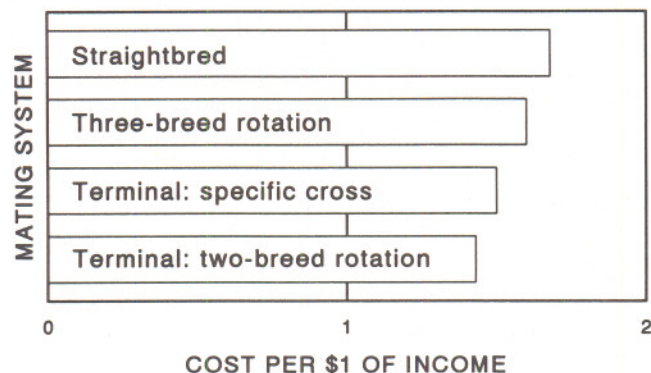 Straightbred
Three-breed rotation
Terminal: specific cross
Terminal: two-breed rotation
MATING SYSTEM
0 1 2
COST PER $1 OF INCOME